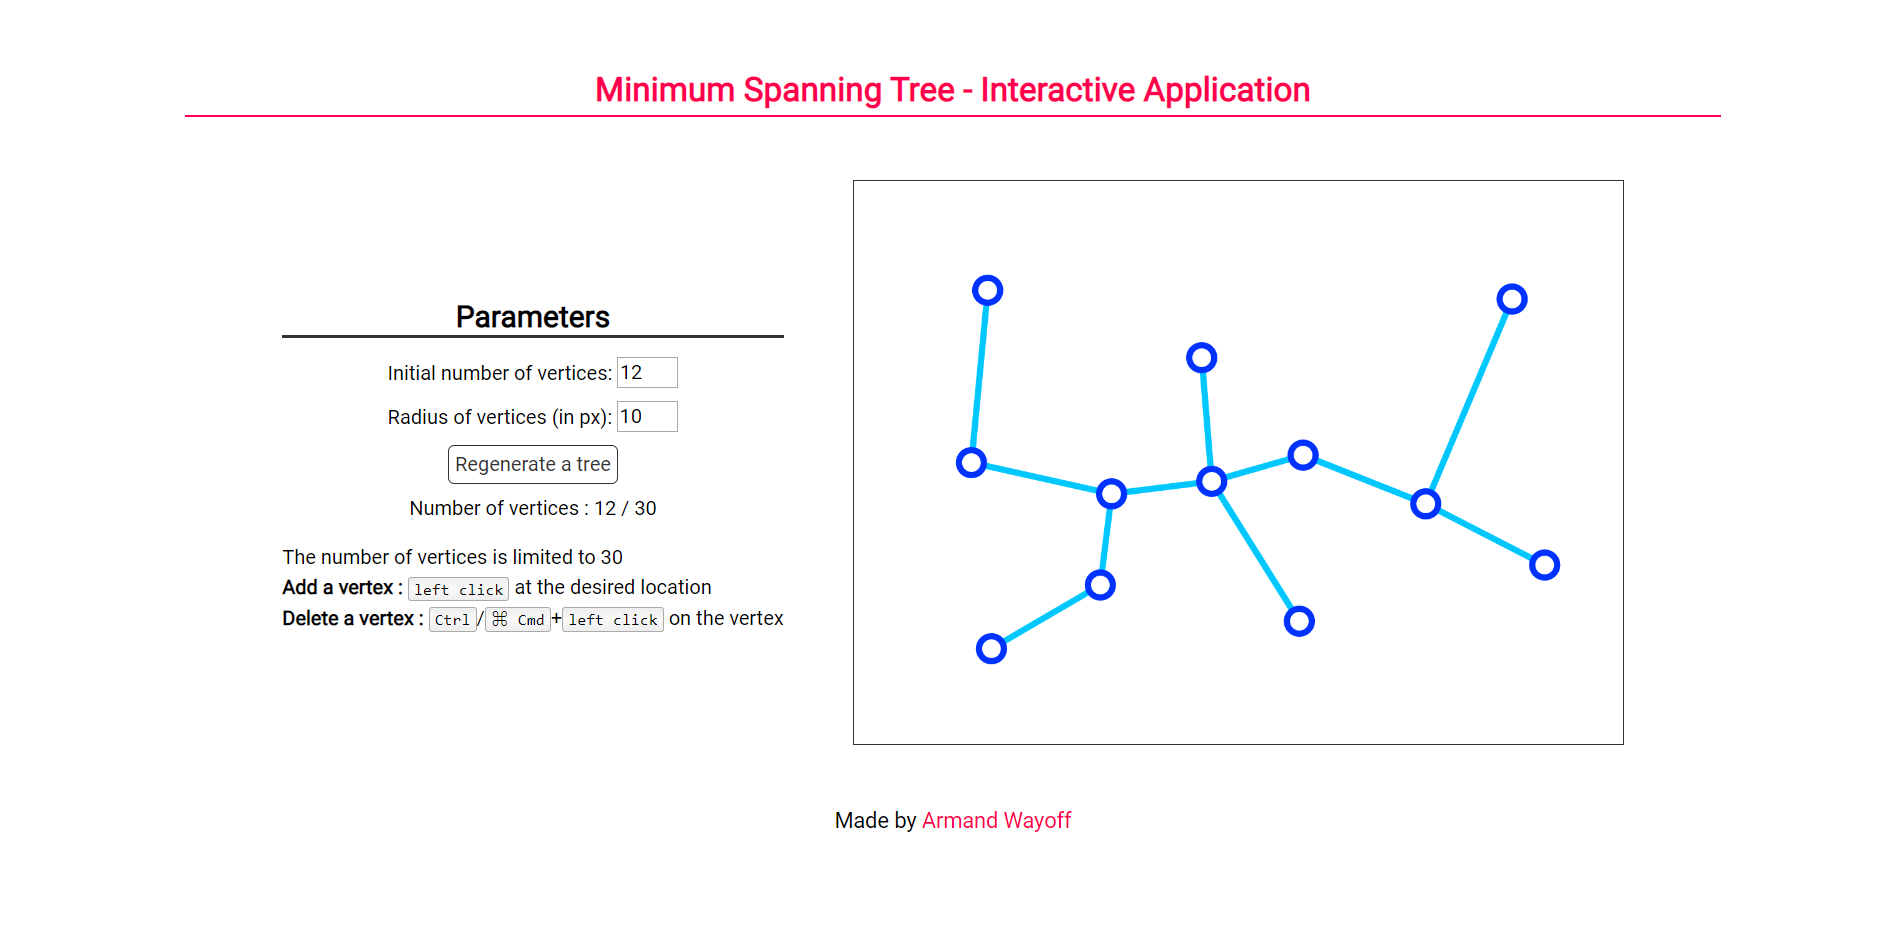 Minimum Spanning Tree - Interactive Application
Parameters
Initial number of vertices: 12
Radius of vertices (in px): 10
Regenerate a tree
Number of vertices : 12 / 30
The number of vertices is limited to 30
Add a vertex : left click at the desired location
Delete a vertex : Ctrl/⌘ Cmd+left click on the vertex
Made by Armand Wayoff